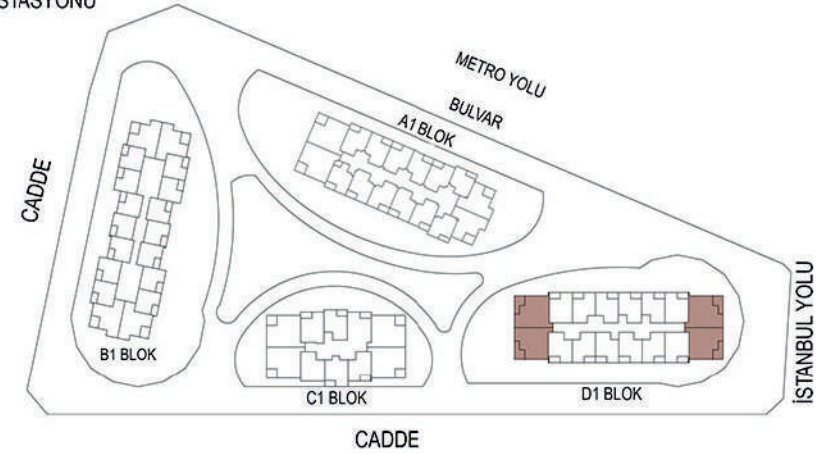 STASYONU
METRO YOLU
BULVAR
A1 BLOK
CADDE
İSTANBUL YOLU
B1 BLOK
C1 BLOK
D1 BLOK
CADDE